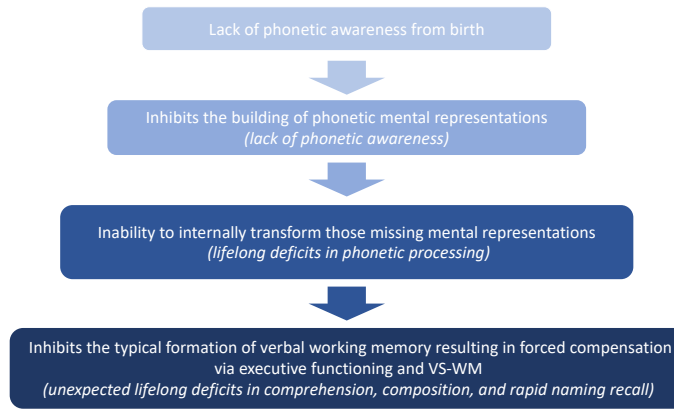 Lack of phonetic awareness from birth
Inhibits the building of phonetic mental representations
(lack of phonetic awareness)
Inability to internally transform those missing mental representations
(lifelong deficits in phonetic processing)
Inhibits the typical formation of verbal working memory resulting in forced compensation
via executive functioning and VS-WM
(unexpected lifelong deficits in comprehension, composition, and rapid naming recall)